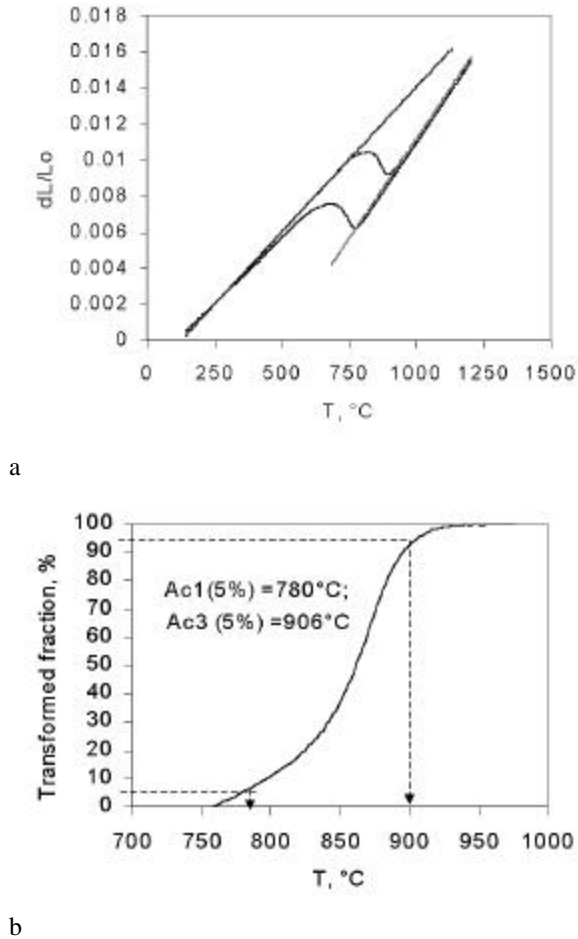 0.018
0.016
0.014
0.012
0.01
0.008
0.006
0.004
0.002
0
dL/Lo
0 250 500 750 1000 1250 1500
T, °C
a
100
90
80
70
60
50
40
30
20
10
0
Transformed fraction, %
Ac1(5%) =780°C;
Ac3 (5%) =906°C
700 750 800 850 900 950 1000
T, °C
b